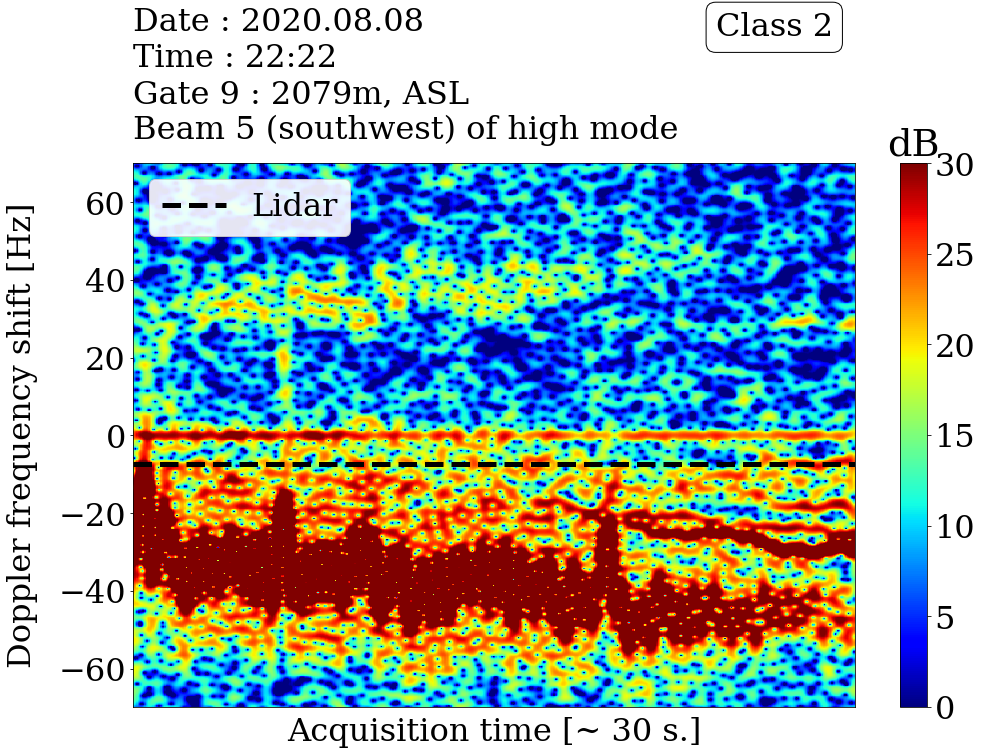 Date : 2020.08.08
Time : 22:22
Gate 9 : 2079m, ASL
Beam 5 (southwest) of high mode
Class 2
dB
Lidar
Doppler frequency shift [Hz]
60
40
20
0
−20
−40
−60
30
25
20
15
10
5
0
Acquisition time [~ 30 s.]